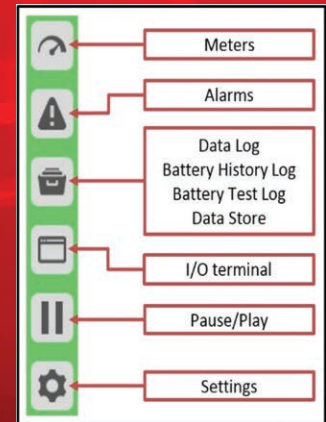 Meters
Alarms
Data Log
Battery History Log
Battery Test Log
Data Store
I/O terminal
Pause/Play
Settings